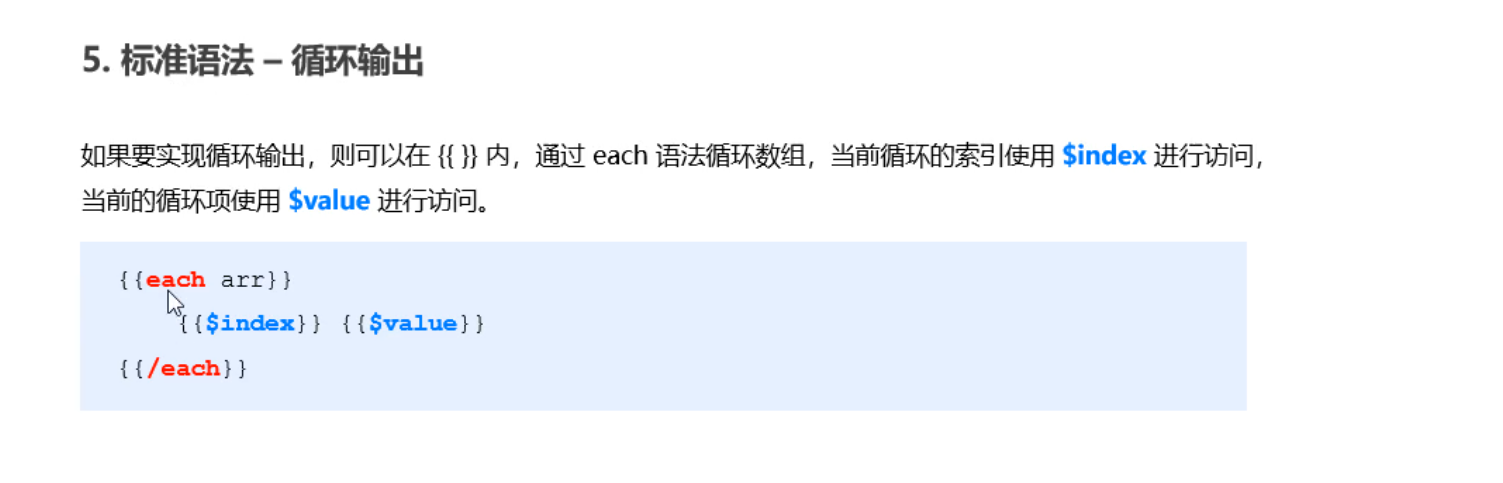 5. 标准语法 – 循环输出
如果要实现循环输出，则可以在 {{ }} 内，通过 each 语法循环数组，当前循环的索引使用 $index 进行访问，
当前的循环项使用 $value 进行访问。
{{each arr}}
{{$index}} {{$value}}
{{/each}}